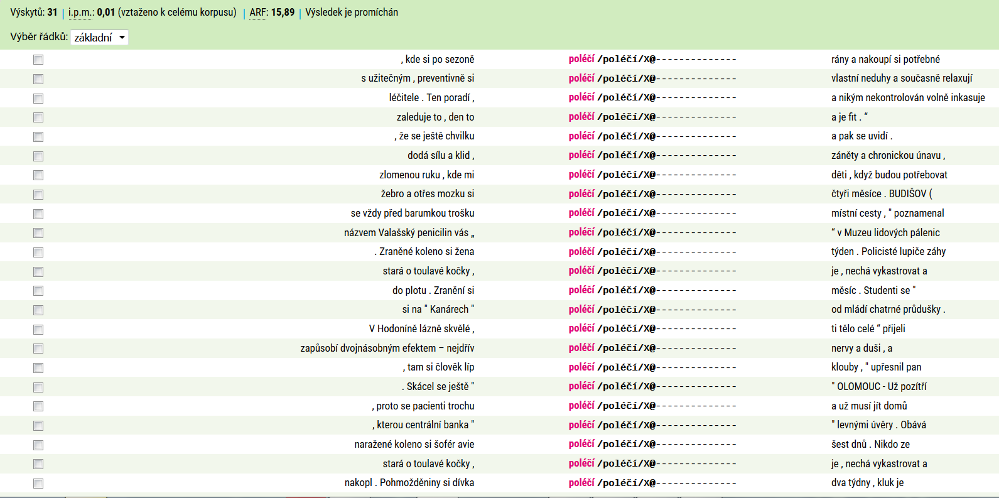 Výskytů: 31 | i.p.m.: 0,01 (vztaženo k celému korpusu) | ARF: 15,89 | Výsledek je promíchán
Výběr řádků: základní
, kde si po sezoně poléčí /poléčí/X@-------------- rány a nakoupí si potřebné
s užitečným , preventivně si poléčí /poléčí/X@-------------- vlastní neduhy a současně relaxují
léčitele . Ten poradí , poléčí /poléčí/X@-------------- a nikým nekontrolován volně inkasuje
zaleduje to , den to poléčí /poléčí/X@-------------- a je fit . “
, že se ještě chvilku poléčí /poléčí/X@-------------- a pak se uvidí .
dodá sílu a klid , poléčí /poléčí/X@-------------- záněty a chronickou únavu ,
zlomenou ruku , kde mi poléčí /poléčí/X@-------------- děti , když budou potřebovat
žebro a otřes mozku si poléčí /poléčí/X@-------------- čtyři měsíce . BUDIŠOV (
se vždy před barumkou trošku poléčí /poléčí/X@-------------- místní cesty , " poznamenal
názvem Valašský penicilin vás „ poléčí /poléčí/X@-------------- “ v Muzeu lidových pálenic
. Zraněné koleno si žena poléčí /poléčí/X@-------------- týden . Policisté lupiče záhy
stará o toulavé kočky , poléčí /poléčí/X@-------------- je , nechá vykastrovat a
do plotu . Zranění si poléčí /poléčí/X@-------------- měsíc . Studenti se "
si na " Kanárech " poléčí /poléčí/X@-------------- od mládí chatrné průdušky .
V Hodoníně lázně skvělé , poléčí /poléčí/X@-------------- ti tělo celé “ přijeli
zapůsobí dvojnásobným efektem – nejdřív poléčí /poléčí/X@-------------- nervy a duši , a
, tam si člověk líp poléčí /poléčí/X@-------------- klouby , " upřesnil pan
. Skácel se ještě " poléčí /poléčí/X@-------------- " OLOMOUC - Už pozítří
, proto se pacienti trochu poléčí /poléčí/X@-------------- a už musí jít domů
, kterou centrální banka " poléčí /poléčí/X@-------------- " levnými úvěry . Obává
naražené koleno si šofér avie poléčí /poléčí/X@-------------- šest dnů . Nikdo ze
stará o toulavé kočky , poléčí /poléčí/X@-------------- je , nechá vykastrovat a
nakopl . Pohmožděniny si dívka poléčí /poléčí/X@-------------- dva týdny , kluk je